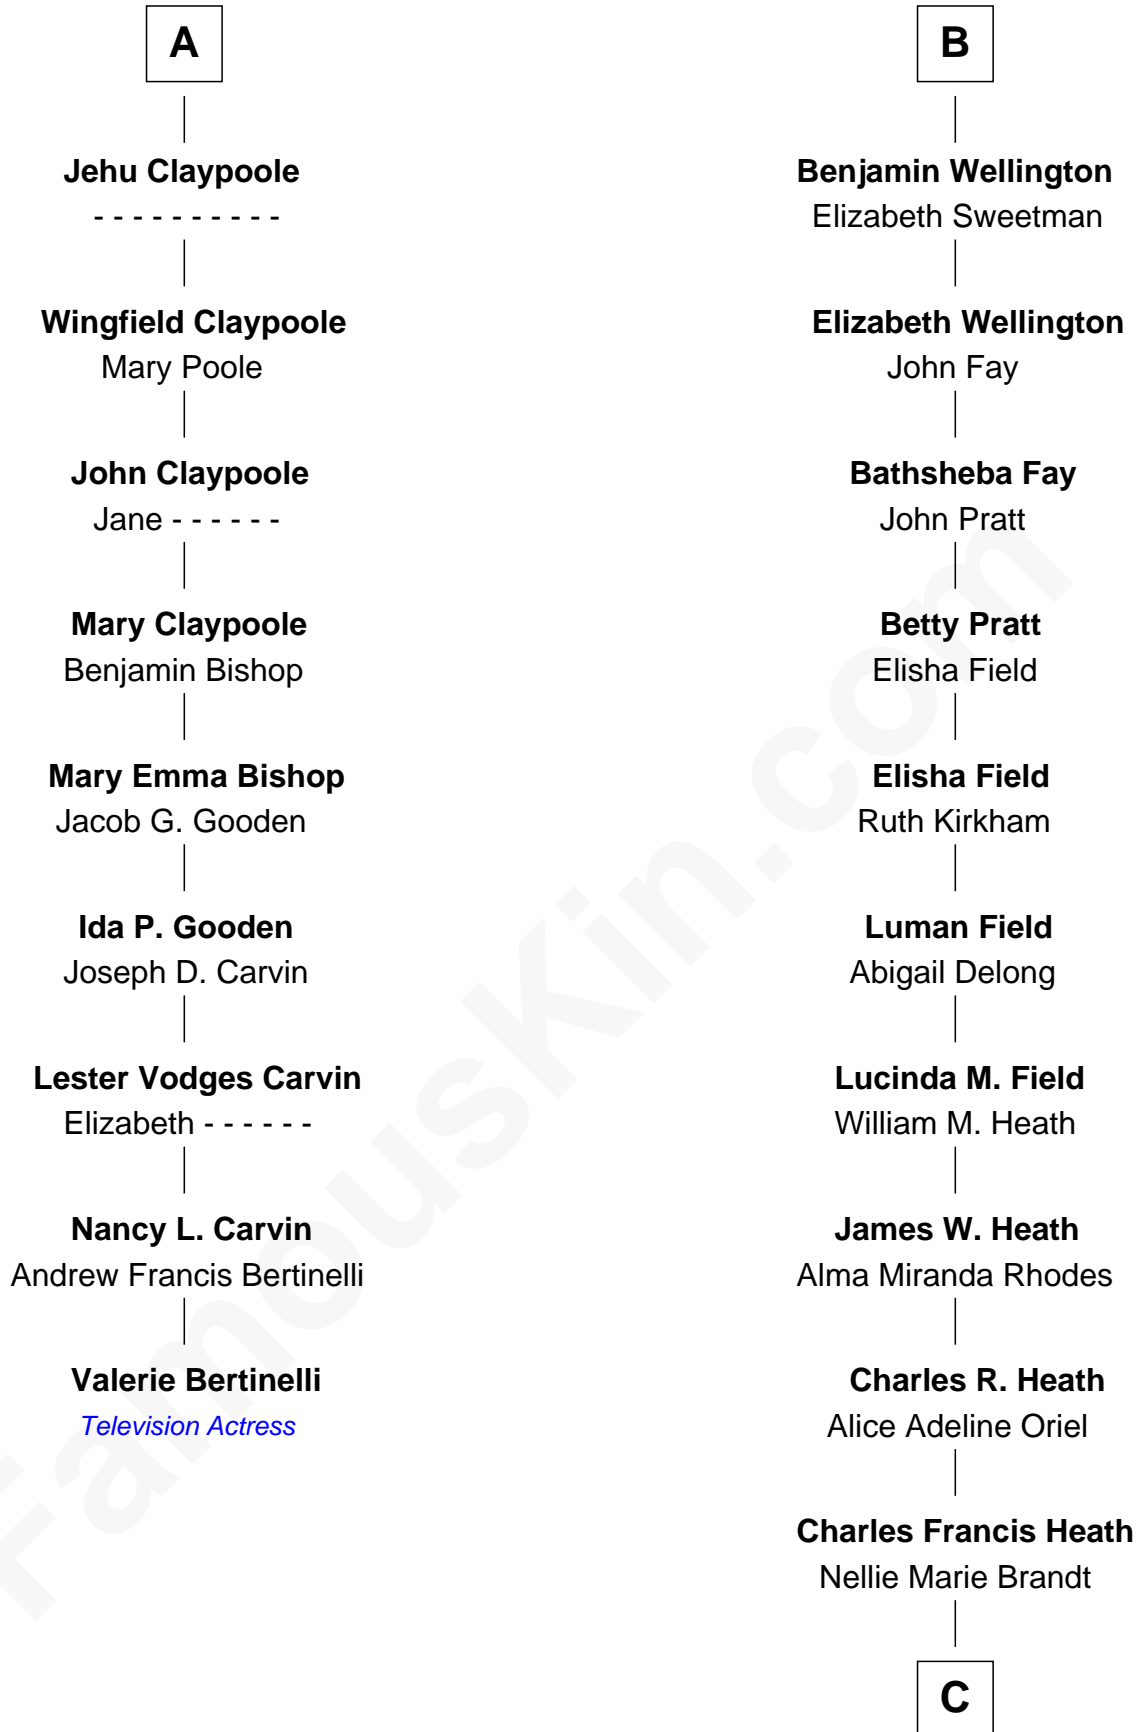 A
Jehu Claypoole
- - - - - - - - - -
Wingfield Claypoole
Mary Poole
John Claypoole
Jane - - - - - -
Mary Claypoole
Benjamin Bishop
Mary Emma Bishop
Jacob G. Gooden
Ida P. Gooden
Joseph D. Carvin
Lester Vodges Carvin
Elizabeth - - - - - -
Nancy L. Carvin
Andrew Francis Bertinelli
Valerie Bertinelli
Television Actress
B
Benjamin Wellington
Elizabeth Sweetman
Elizabeth Wellington
John Fay
Bathsheba Fay
John Pratt
Betty Pratt
Elisha Field
Elisha Field
Ruth Kirkham
Luman Field
Abigail Delong
Lucinda M. Field
William M. Heath
James W. Heath
Alma Miranda Rhodes
Charles R. Heath
Alice Adeline Oriel
Charles Francis Heath
Nellie Marie Brandt
C
FamousKin.com